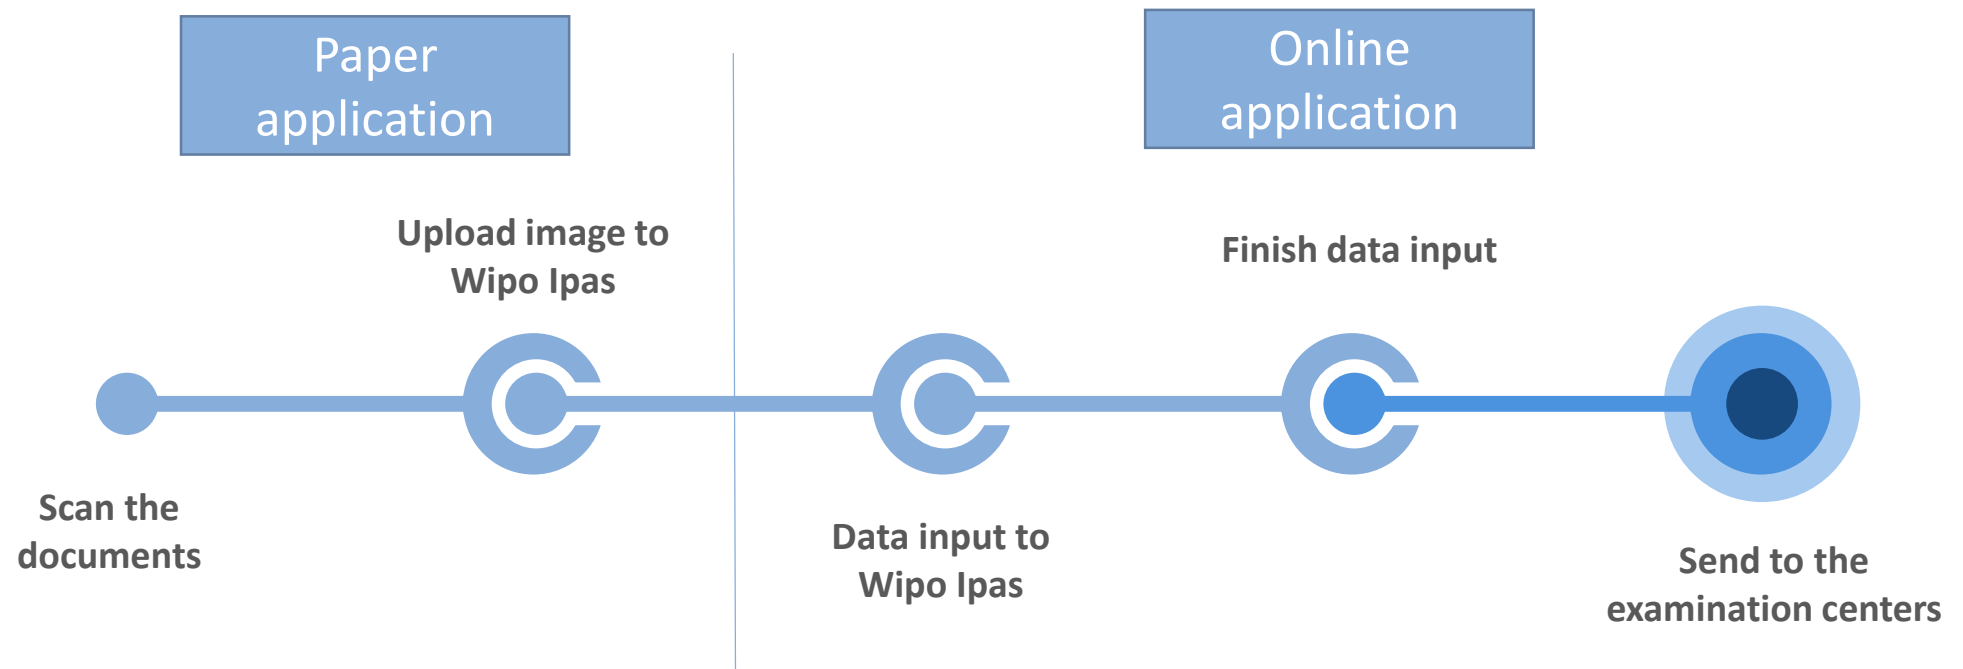 Paper
application
Online
application
Upload image to
Wipo Ipas
Finish data input
Scan the
documents
Data input to
Wipo Ipas
Send to the
examination centers